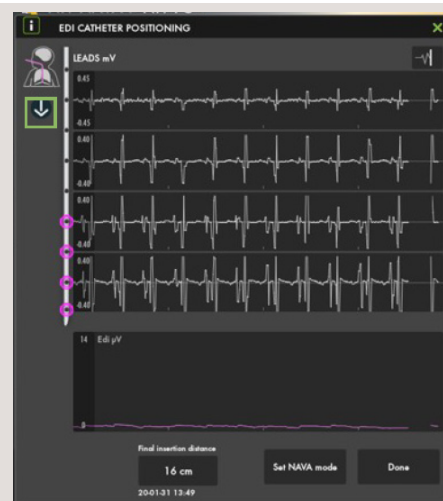 i EDI CATHETER POSITIONING X
LEADS mV
0.45
-0.45
0.40
-0.40
0.40
-0.40
0.40
-0.40
14 Edi µV
0
Final insertion distance
16 cm
Set NAVA mode
Done
20-01-31 13:49